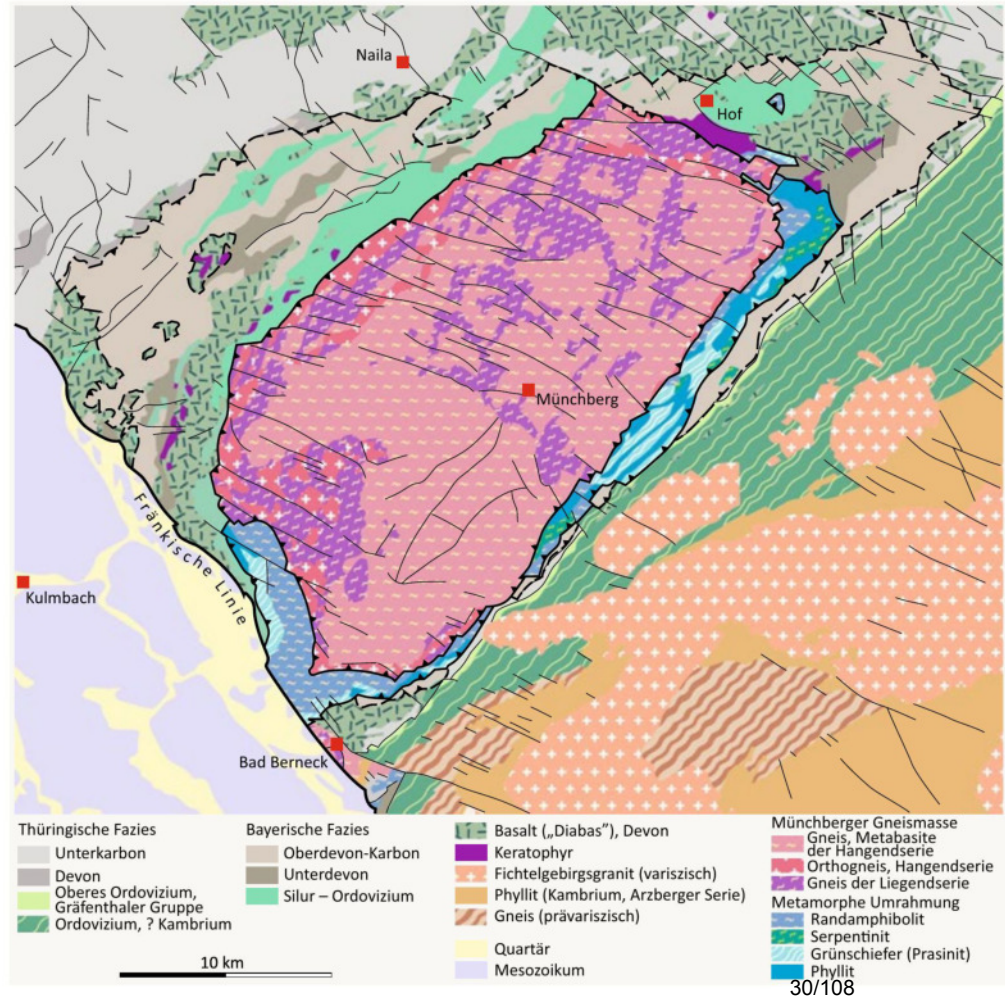 Naila
Hof
Münchberg
Fränkische Linie
Kulmbach
Bad Berneck
Thüringische Fazies
Unterkarbon
Devon
Oberes Ordovizium,
Gräfenthaler Gruppe
Ordovizium, ? Kambrium
10 km
Bayerische Fazies
Oberdevon-Karbon
Unterdevon
Silur – Ordovizium
Basalt („Diabas"), Devon
Keratophyr
Fichtelgebirgsgranit (variszisch)
Phyllit (Kambrium, Arzberger Serie)
Gneis (prävariszisch)
Quartär
Mesozoikum
Münchberger Gneismasse
Gneis, Metabasite
der Hangendserie
Orthogneis, Hangendserie
Gneis der Liegendserie
Metamorphe Umrahmung
Randamphibolit
Serpentinit
Grünschiefer (Prasinit)
Phyllit
30/108